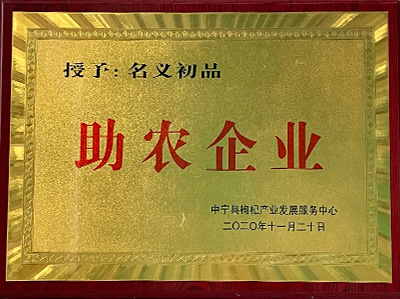 授予：名义初品
助农企业
中宁县枸杞产业发展服务中心
二〇二〇年十一月二十日